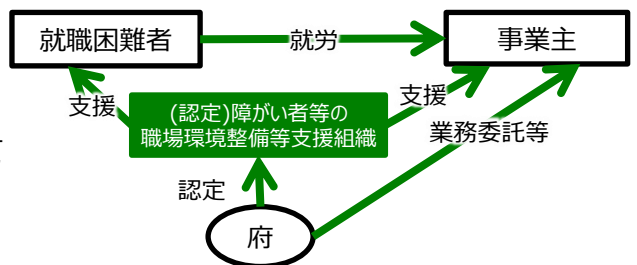 就職困難者
就労
事業主
支援
(認定)障がい者等の
職場環境整備等支援組織
支援
業務委託等
認定
府